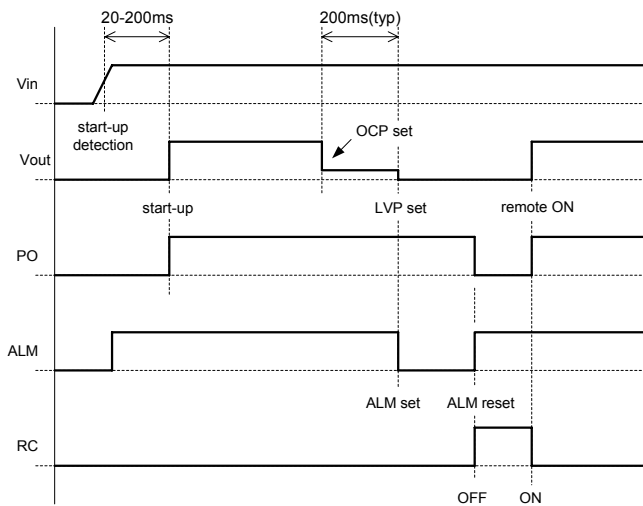 20-200ms
200ms(typ)
Vin
start-up
detection
OCP set
Vout
start-up
LVP set
remote ON
PO
ALM
ALM set
ALM reset
RC
OFF
ON